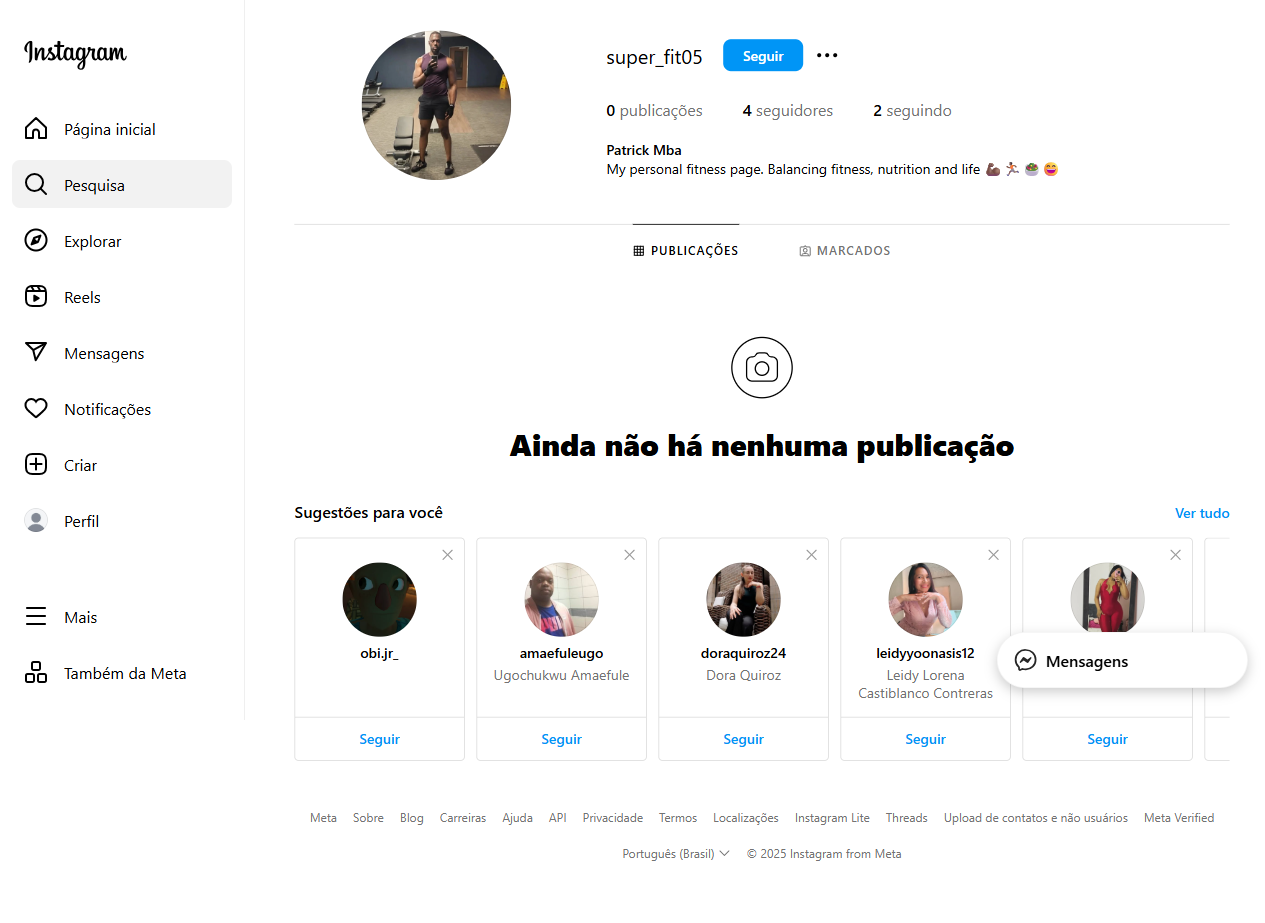 Instagram
Página inicial
Pesquisa
Explorar
Reels
Mensagens
Notificações
Criar
Perfil
Mais
Também da Meta
super_fit05 Seguir
0 publicações 4 seguidores 2 seguindo
Patrick Mba
My personal fitness page. Balancing fitness, nutrition and life 💪🏿 🏃🏽 🥗 😄
PUBLICAÇÕES MARCADOS
Ainda não há nenhuma publicação
Sugestões para você Ver tudo
obi.jr_
Seguir
amaefuleugo
Ugochukwu Amaefule
Seguir
doraquiroz24
Dora Quiroz
Seguir
leidyyoonasis12
Leidy Lorena
Castiblanco Contreras
Seguir
Seguir
Mensagens
Meta Sobre Blog Carreiras Ajuda API Privacidade Termos Localizações Instagram Lite Threads Upload de contatos e não usuários Meta Verified
Português (Brasil) © 2025 Instagram from Meta